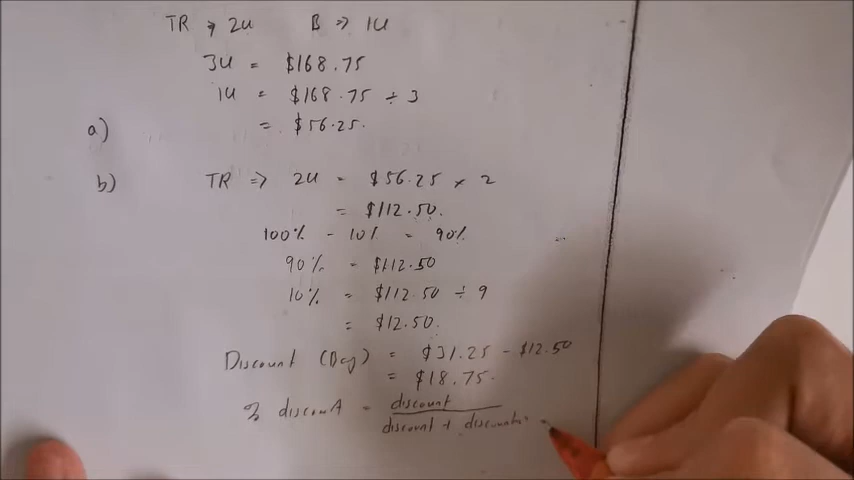 TR → 2u B => 1u
3u = $168.75
1u = $168.75 ÷ 3
a) = $56.25.
b) TR => 2u = $56.25 × 2
= $112.50.
100% - 10% = 90%
90% = $112.50
10% = $112.50 ÷ 9
= $12.50.
Discount (Bag) = $31.25 - $12.50
= $18.75.
% discount = discount
discount + discounted